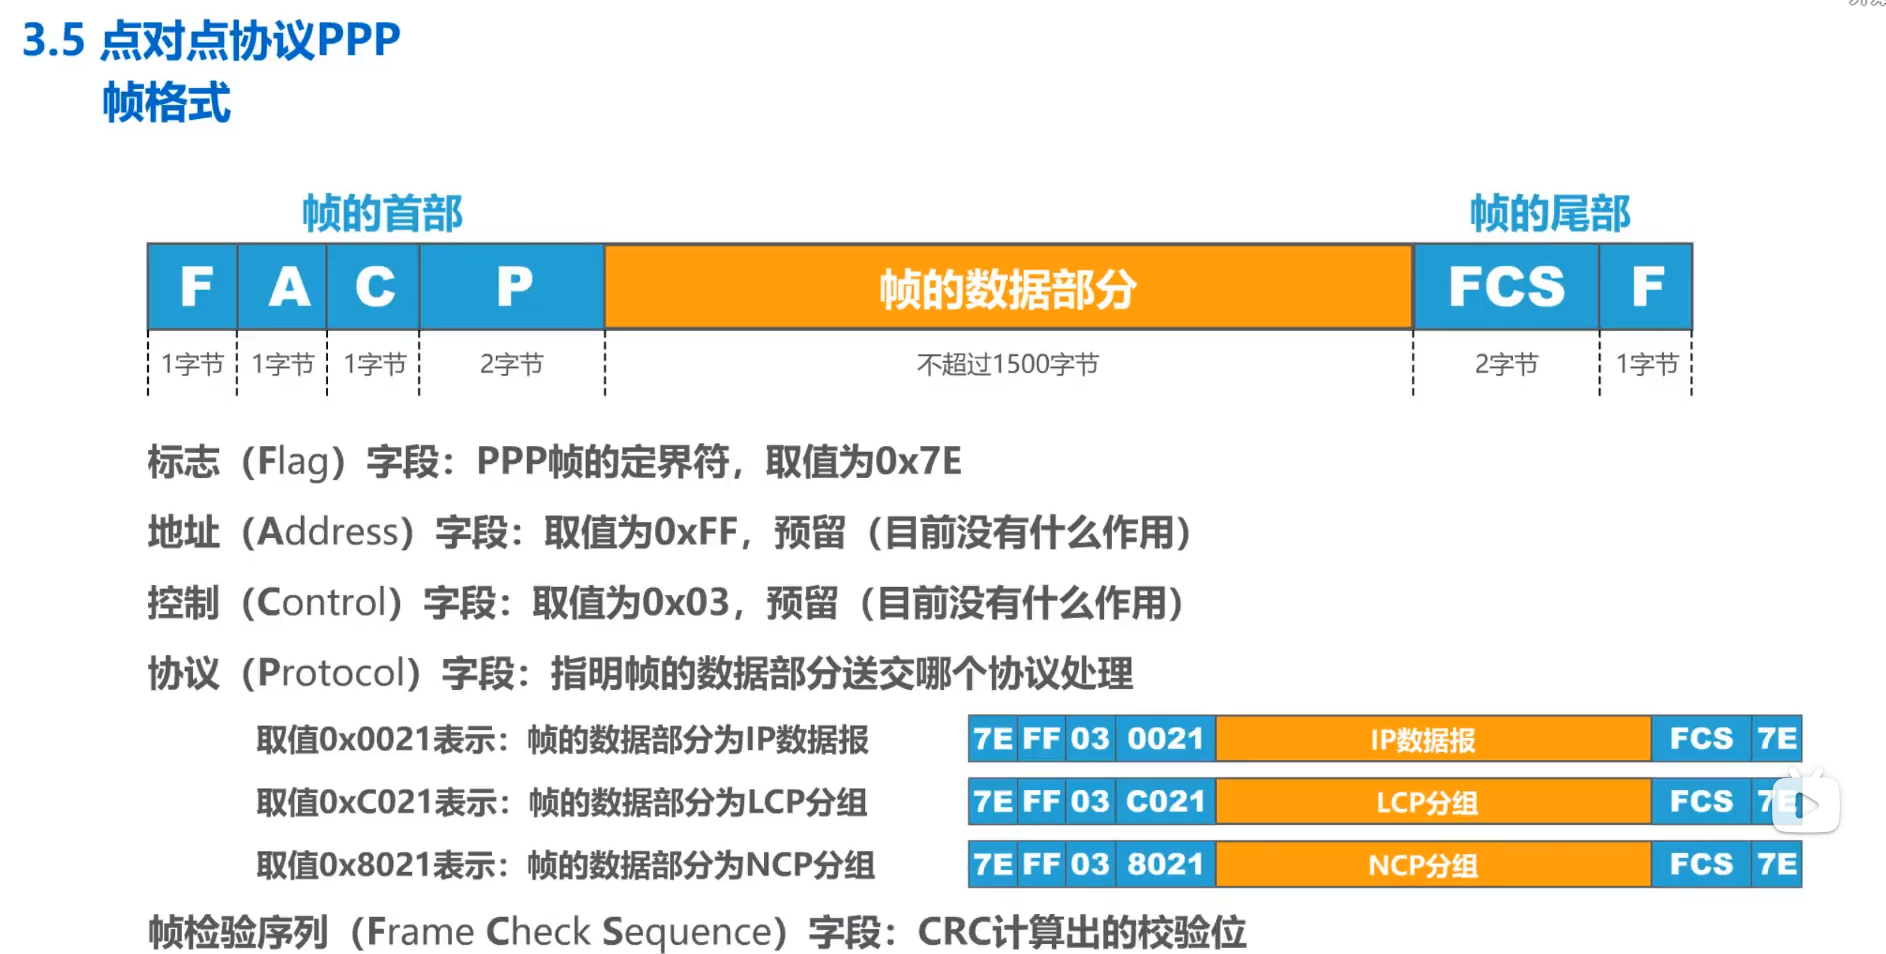 3.5 点对点协议PPP
帧格式
帧的首部 帧的尾部
F A C P 帧的数据部分 FCS F
1字节 1字节 1字节 2字节 不超过1500字节 2字节 1字节
标志（Flag）字段：PPP帧的定界符，取值为0x7E
地址（Address）字段：取值为0xFF，预留（目前没有什么作用）
控制（Control）字段：取值为0x03，预留（目前没有什么作用）
协议（Protocol）字段：指明帧的数据部分送交哪个协议处理
取值0x0021表示：帧的数据部分为IP数据报 7E FF 03 0021 IP数据报 FCS 7E
取值0xC021表示：帧的数据部分为LCP分组 7E FF 03 C021 LCP分组 FCS 7E
取值0x8021表示：帧的数据部分为NCP分组 7E FF 03 8021 NCP分组 FCS 7E
帧检验序列（Frame Check Sequence）字段：CRC计算出的校验位